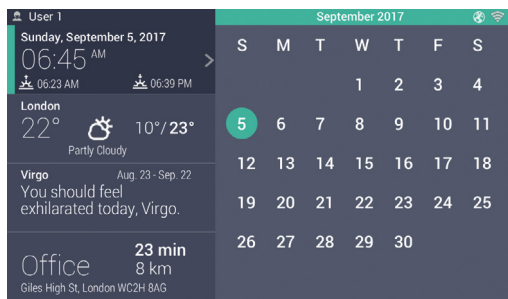 User 1
Sunday, September 5, 2017
06:45 AM
06:23 AM 06:39 PM
London
22° 10°/23°
Partly Cloudy
Virgo Aug. 23 - Sep. 22
You should feel
exhilarated today, Virgo.
Office 23 min
8 km
Giles High St, London WC2H 8AG
September 2017
S M T W T F S
1 2 3 4
5 6 7 8 9 10 11
12 13 14 15 16 17 18
19 20 21 22 23 24 25
26 27 28 29 30